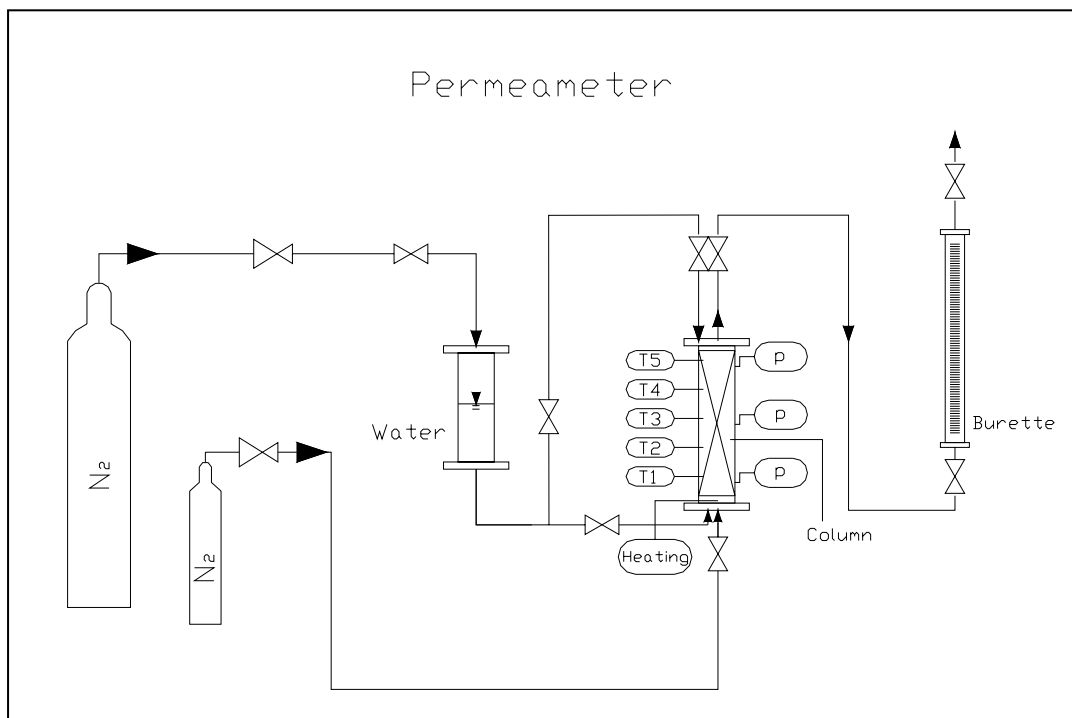 Permeameter
N2
N2
Water
T5
T4
T3
T2
T1
p
p
p
Heating
Column
Burette